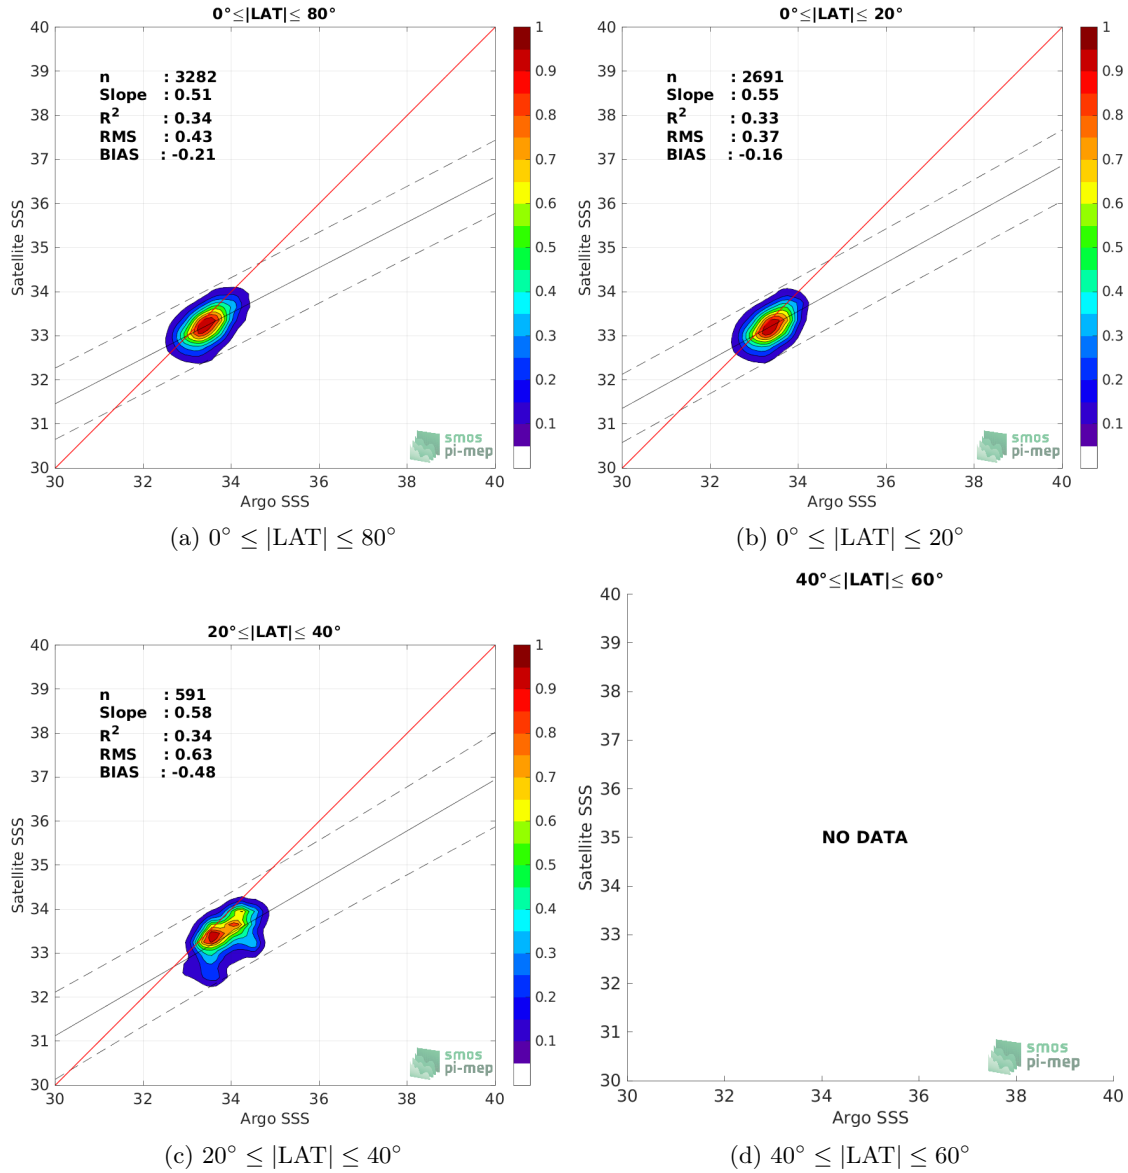 0°≤|LAT|≤ 80°
40
39
38
37
36
35
34
33
32
31
30
n : 3282
Slope : 0.51
R² : 0.34
RMS : 0.43
BIAS : -0.21
Satellite SSS
smos
pi-mep
30 32 34 36 38 40
Argo SSS
1
0.9
0.8
0.7
0.6
0.5
0.4
0.3
0.2
0.1
(a) 0° ≤ |LAT| ≤ 80°
0°≤|LAT|≤ 20°
40
39
38
37
36
35
34
33
32
31
30
n : 2691
Slope : 0.55
R² : 0.33
RMS : 0.37
BIAS : -0.16
Satellite SSS
smos
pi-mep
30 32 34 36 38 40
Argo SSS
1
0.9
0.8
0.7
0.6
0.5
0.4
0.3
0.2
0.1
(b) 0° ≤ |LAT| ≤ 20°
20°≤|LAT|≤ 40°
40
39
38
37
36
35
34
33
32
31
30
n : 591
Slope : 0.58
R² : 0.34
RMS : 0.63
BIAS : -0.48
Satellite SSS
smos
pi-mep
30 32 34 36 38 40
Argo SSS
1
0.9
0.8
0.7
0.6
0.5
0.4
0.3
0.2
0.1
(c) 20° ≤ |LAT| ≤ 40°
40°≤|LAT|≤ 60°
40
39
38
37
36
35
34
33
32
31
30
NO DATA
Satellite SSS
smos
pi-mep
30 32 34 36 38 40
Argo SSS
(d) 40° ≤ |LAT| ≤ 60°